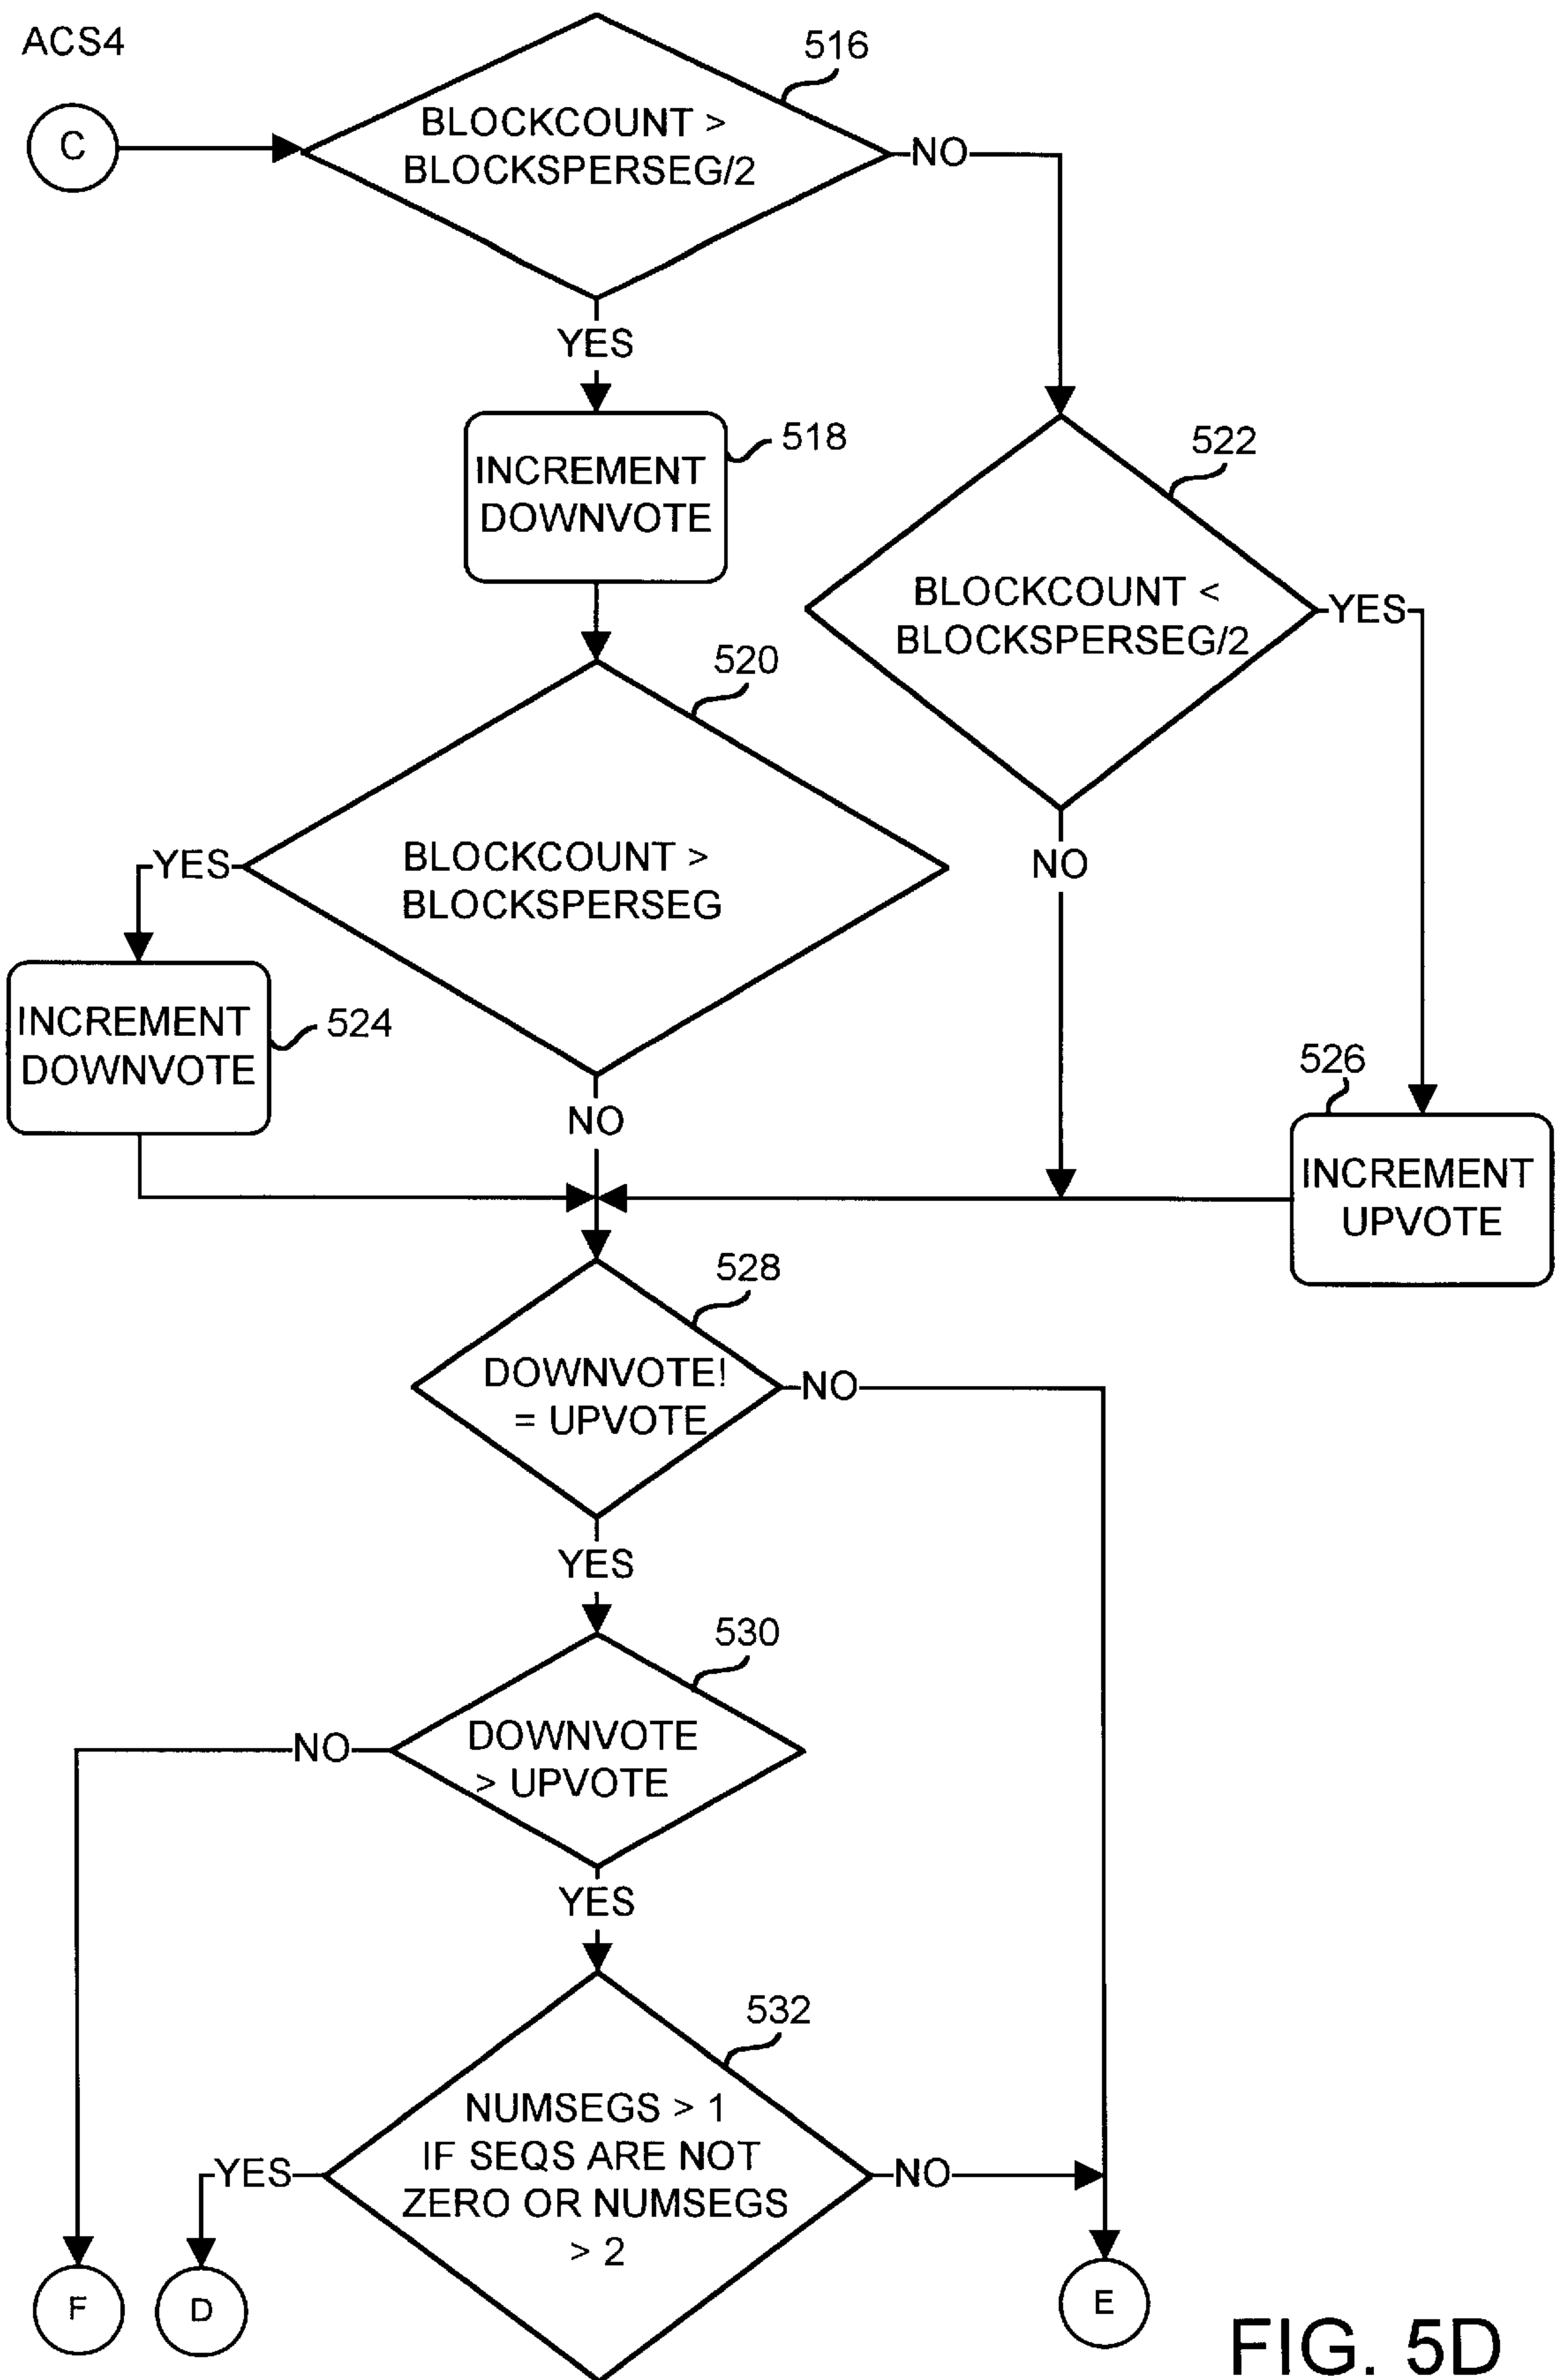 ACS4
516
C
BLOCKCOUNT >
BLOCKSPERSEG/2
NO
YES
518
INCREMENT
DOWNVOTE
522
BLOCKCOUNT <
BLOCKSPERSEG/2
YES
NO
520
BLOCKCOUNT >
BLOCKSPERSEG
YES
NO
INCREMENT
DOWNVOTE
524
526
INCREMENT
UPVOTE
528
DOWNVOTE!
= UPVOTE
NO
YES
530
DOWNVOTE
> UPVOTE
NO
YES
532
NUMSEGS > 1
IF SEQS ARE NOT
ZERO OR NUMSEGS
> 2
YES
NO
F
D
E
FIG. 5D